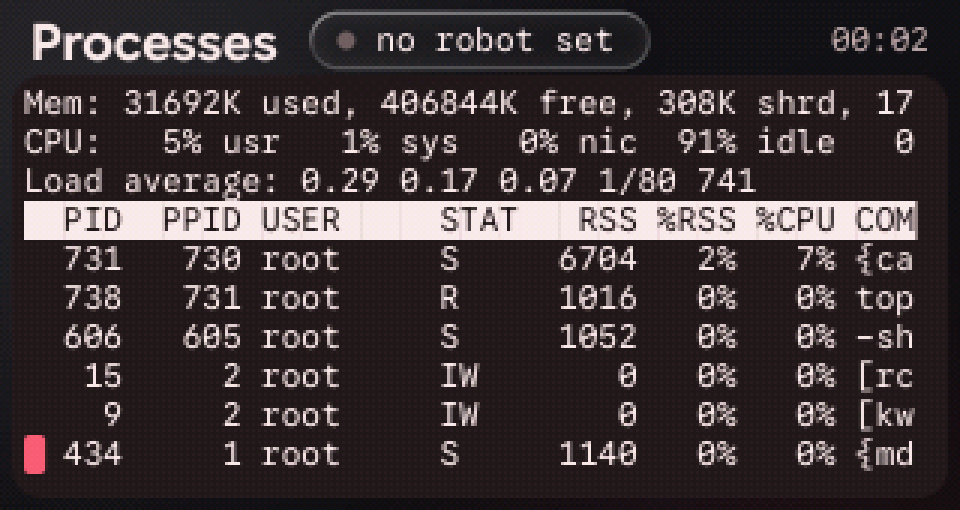 Processes
no robot set
00:02
Mem: 31692K used, 406844K free, 308K shrd, 17
CPU:   5% usr   1% sys   0% nic  91% idle   0
Load average: 0.29 0.17 0.07 1/80 741
PID  PPID USER     STAT   RSS %RSS %CPU COM
731   730 root     S     6704   2%   7% {ca
738   731 root     R     1016   0%   0% top
606   605 root     S     1052   0%   0% -sh
15     2 root     IW       0   0%   0% [rc
9     2 root     IW       0   0%   0% [kw
434     1 root     S     1140   0%   0% {md